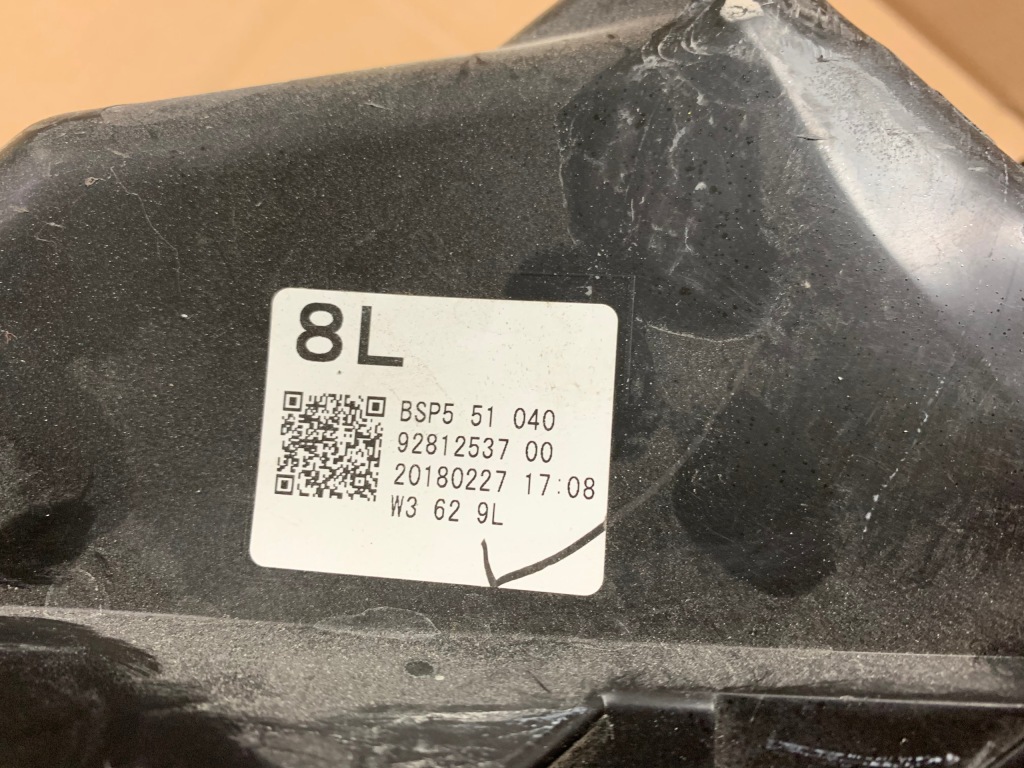 8L
BSP5 51 040
92812537 00
20180227 17:08
W3 62 9L